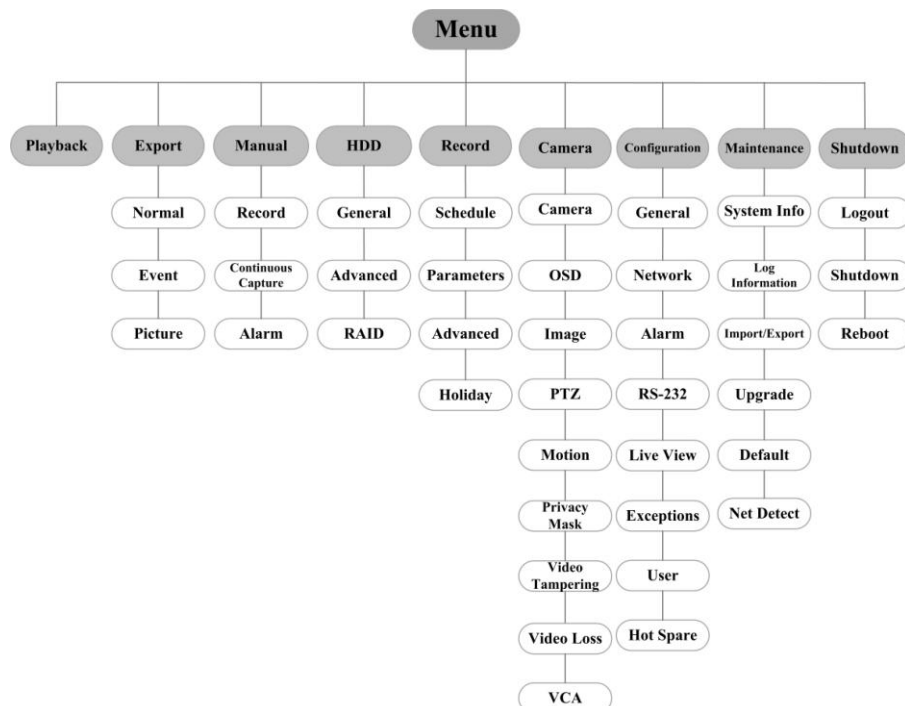 Menu
Playback
Export
Manual
HDD
Record
Camera
Configuration
Maintenance
Shutdown
Normal
Record
General
Schedule
Camera
General
System Info
Logout
Event
Continuous
Capture
Advanced
Parameters
OSD
Network
Log
Information
Shutdown
Picture
Alarm
RAID
Advanced
Image
Alarm
Import/Export
Reboot
Holiday
PTZ
RS-232
Upgrade
Motion
Live View
Default
Privacy
Mask
Exceptions
Net Detect
Video
Tampering
User
Video Loss
Hot Spare
VCA